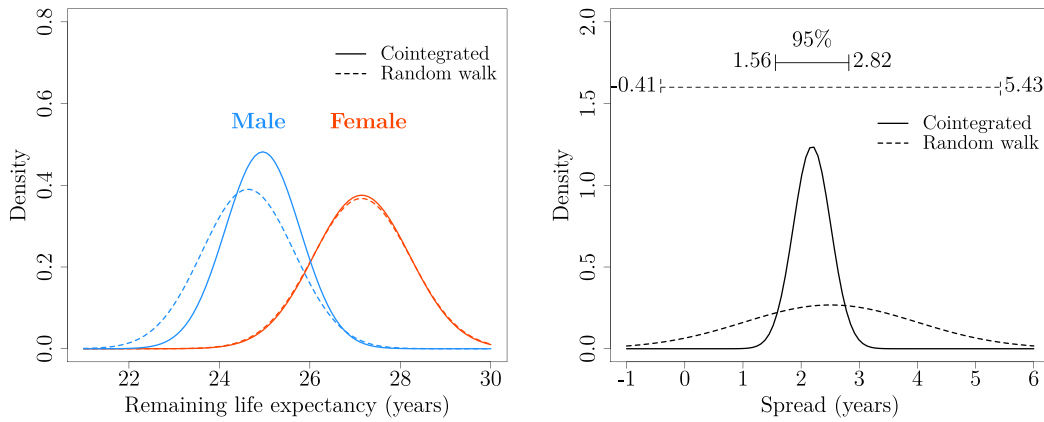 0.8
0.6
0.4
0.2
0.0
Density
Cointegrated
Random walk
Male
Female
22
24
26
28
30
Remaining life expectancy (years)
2.0
1.5
1.0
0.5
0.0
Density
95%
1.56
2.82
-0.41
5.43
Cointegrated
Random walk
-1
0
1
2
3
4
5
6
Spread (years)